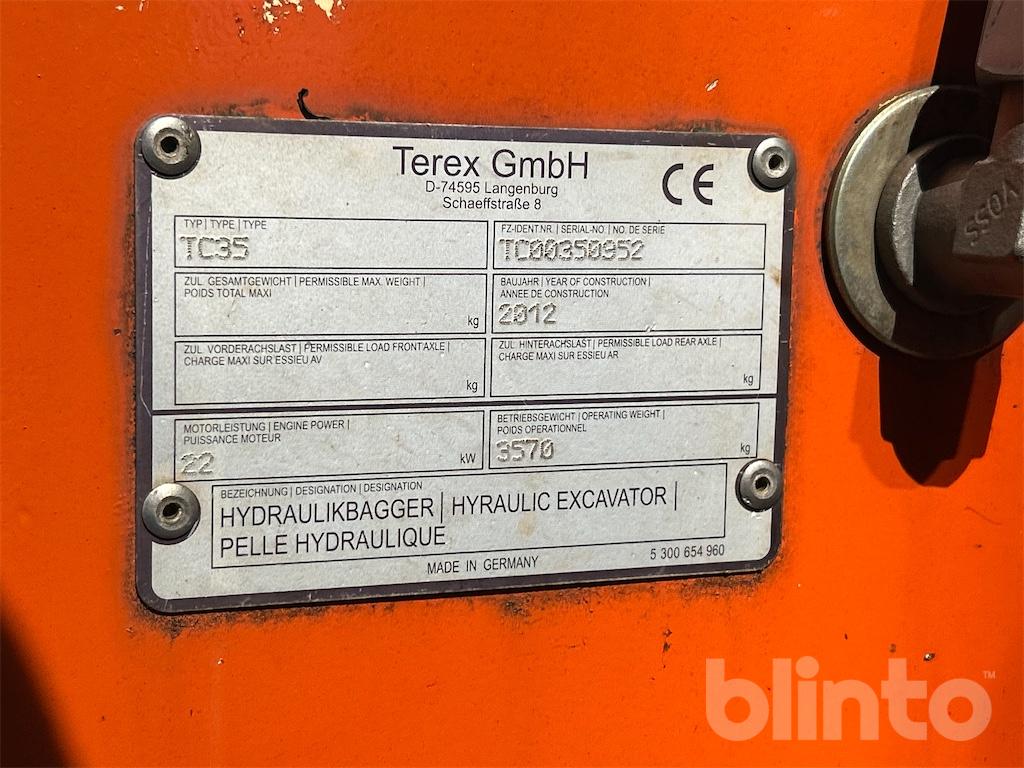 Terex GmbH
D-74595 Langenburg
Schaeffstraße 8
CE
TYP | TYPE | TYPE
TC35
FZ-IDENT NR. | SERIAL-NO. | NO. DE SERIE
TC00350952
ZUL. GESAMTGEWICHT | PERMISSIBLE MAX. WEIGHT |
POIDS TOTAL MAXI
kg
BAUJAHR | YEAR OF CONSTRUCTION |
ANNEE DE CONSTRUCTION
2012
ZUL. VORDERACHSLAST | PERMISSIBLE LOAD FRONT AXLE |
CHARGE MAXI SUR ESSIEU AV
kg
ZUL. HINTERACHSLAST | PERMISSIBLE LOAD REAR AXLE |
CHARGE MAXI SUR ESSIEU AR
kg
MOTORLEISTUNG | ENGINE POWER |
PUISSANCE MOTEUR
22 kW
BETRIEBSGEWICHT | OPERATING WEIGHT |
POIDS OPERATIONNEL
3570 kg
BEZEICHNUNG | DESIGNATION | DESIGNATION
HYDRAULIKBAGGER | HYRAULIC EXCAVATOR |
PELLE HYDRAULIQUE
MADE IN GERMANY
5 300 654 960
VOSS
blinto™